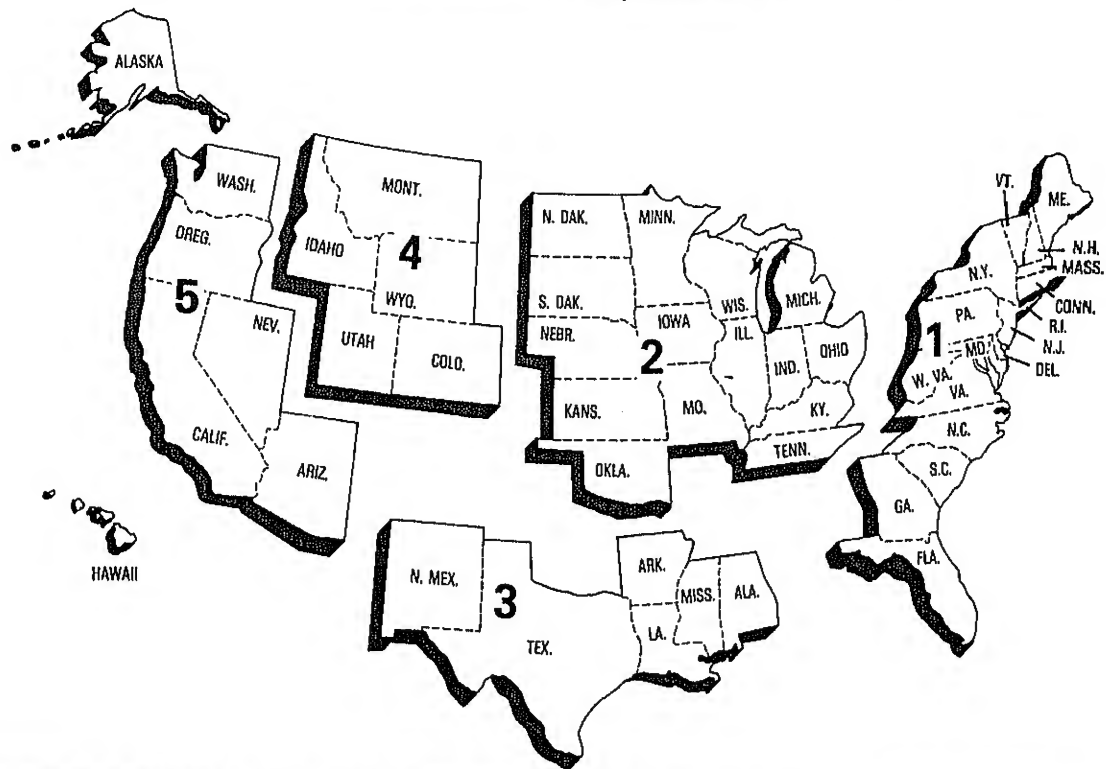 ALASKA
WASH.
OREG.
5
NEV.
CALIF.
ARIZ.
HAWAII
MONT.
IDAHO
4
WYO.
UTAH
COLO.
N. DAK.
MINN.
S. DAK.
WIS.
MICH.
NEBR.
IOWA
ILL.
2
IND.
OHIO
KANS.
MO.
KY.
OKLA.
TENN.
N. MEX.
3
TEX.
ARK.
MISS.
ALA.
LA.
VT.
ME.
N.H.
N.Y.
MASS.
CONN.
PA.
R.I.
1
MD.
N.J.
DEL.
W. VA.
VA.
N.C.
S.C.
GA.
FLA.